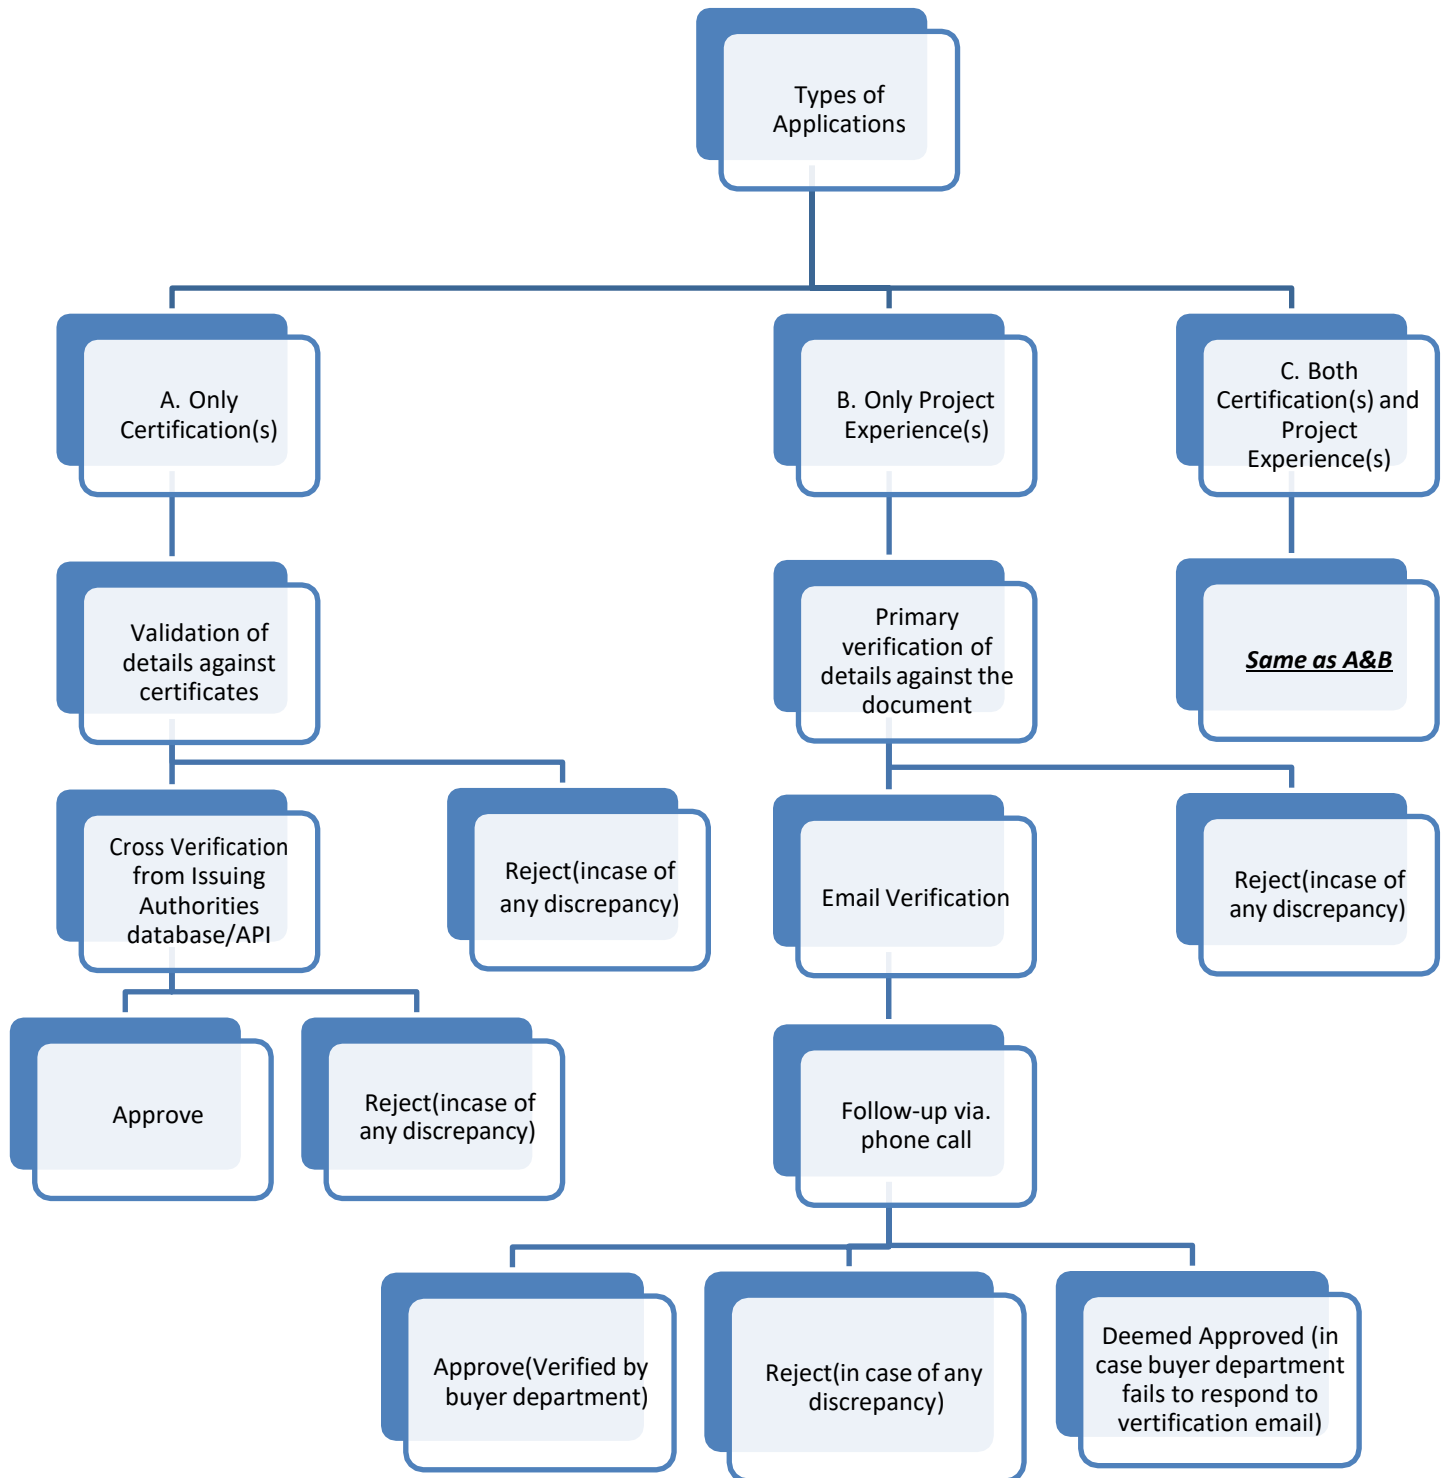 Types of
Applications
A. Only
Certification(s)
B. Only Project
Experience(s)
C. Both
Certification(s) and
Project
Experience(s)
Validation of
details against
certificates
Primary
verification of
details against the
document
Same as A&B
Cross Verification
from Issuing
Authorities
database/API
Reject(incase of
any discrepancy)
Email Verification
Reject(incase of
any discrepancy)
Approve
Reject(incase of
any discrepancy)
Follow-up via.
phone call
Approve(Verified by
buyer department)
Reject(in case of any
discrepancy)
Deemed Approved (in
case buyer department
fails to respond to
vertification email)